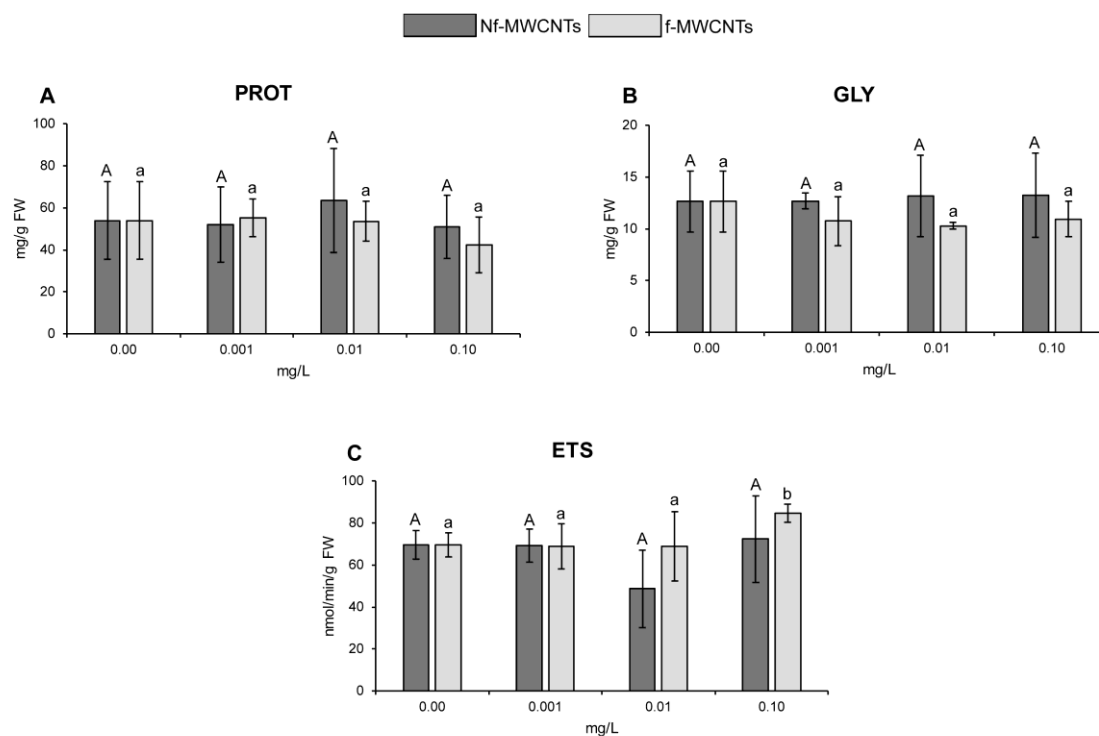 Nf-MWCNTs f-MWCNTs
A PROT
100
80
60
40
20
0
mg/g FW
A a A a A a A a
0.00 0.001 0.01 0.10
mg/L
B GLY
20
15
10
5
0
mg/g FW
A a A a A a A a
0.00 0.001 0.01 0.10
mg/L
C ETS
100
80
60
40
20
0
nmol/min/g FW
A a A a A a A b
0.00 0.001 0.01 0.10
mg/L